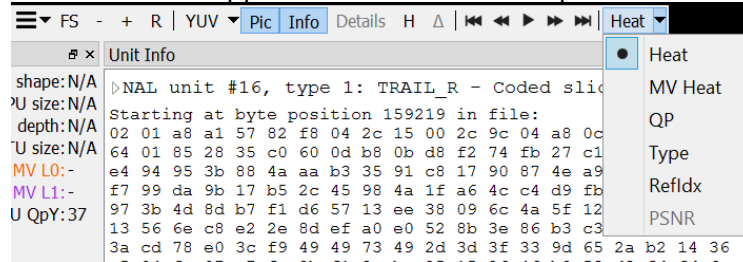 FS - + R | YUV Pic Info Details H Δ | Heat
Unit Info
NAL unit #16, type 1: TRAIL_R - Coded slic
Starting at byte position 159219 in file:
02 01 a8 a1 57 82 f8 04 2c 15 00 2c 9c 04 a8 0c
64 01 85 28 35 c0 60 0d b8 0b d8 f2 74 fb 27 c1
e4 94 95 3b 88 4a aa b3 35 91 c8 17 90 87 4e a9
f7 99 da 9b 17 b5 2c 45 98 4a 1f a6 4c c4 d9 fb
97 3b 4d 8d b7 f1 d6 57 13 ee 38 09 6c 4a 5f 12
13 56 6e c8 e2 2e 8d ef a0 e0 52 8b 3e 86 b3 c3
3a cd 78 e0 3c f9 49 49 73 49 2d 3d 3f 33 9d 65 2a b2 14 36
shape: N/A
PU size: N/A
depth: N/A
TU size: N/A
MV L0: -
MV L1: -
U QpY: 37
Heat
MV Heat
QP
Type
RefIdx
PSNR